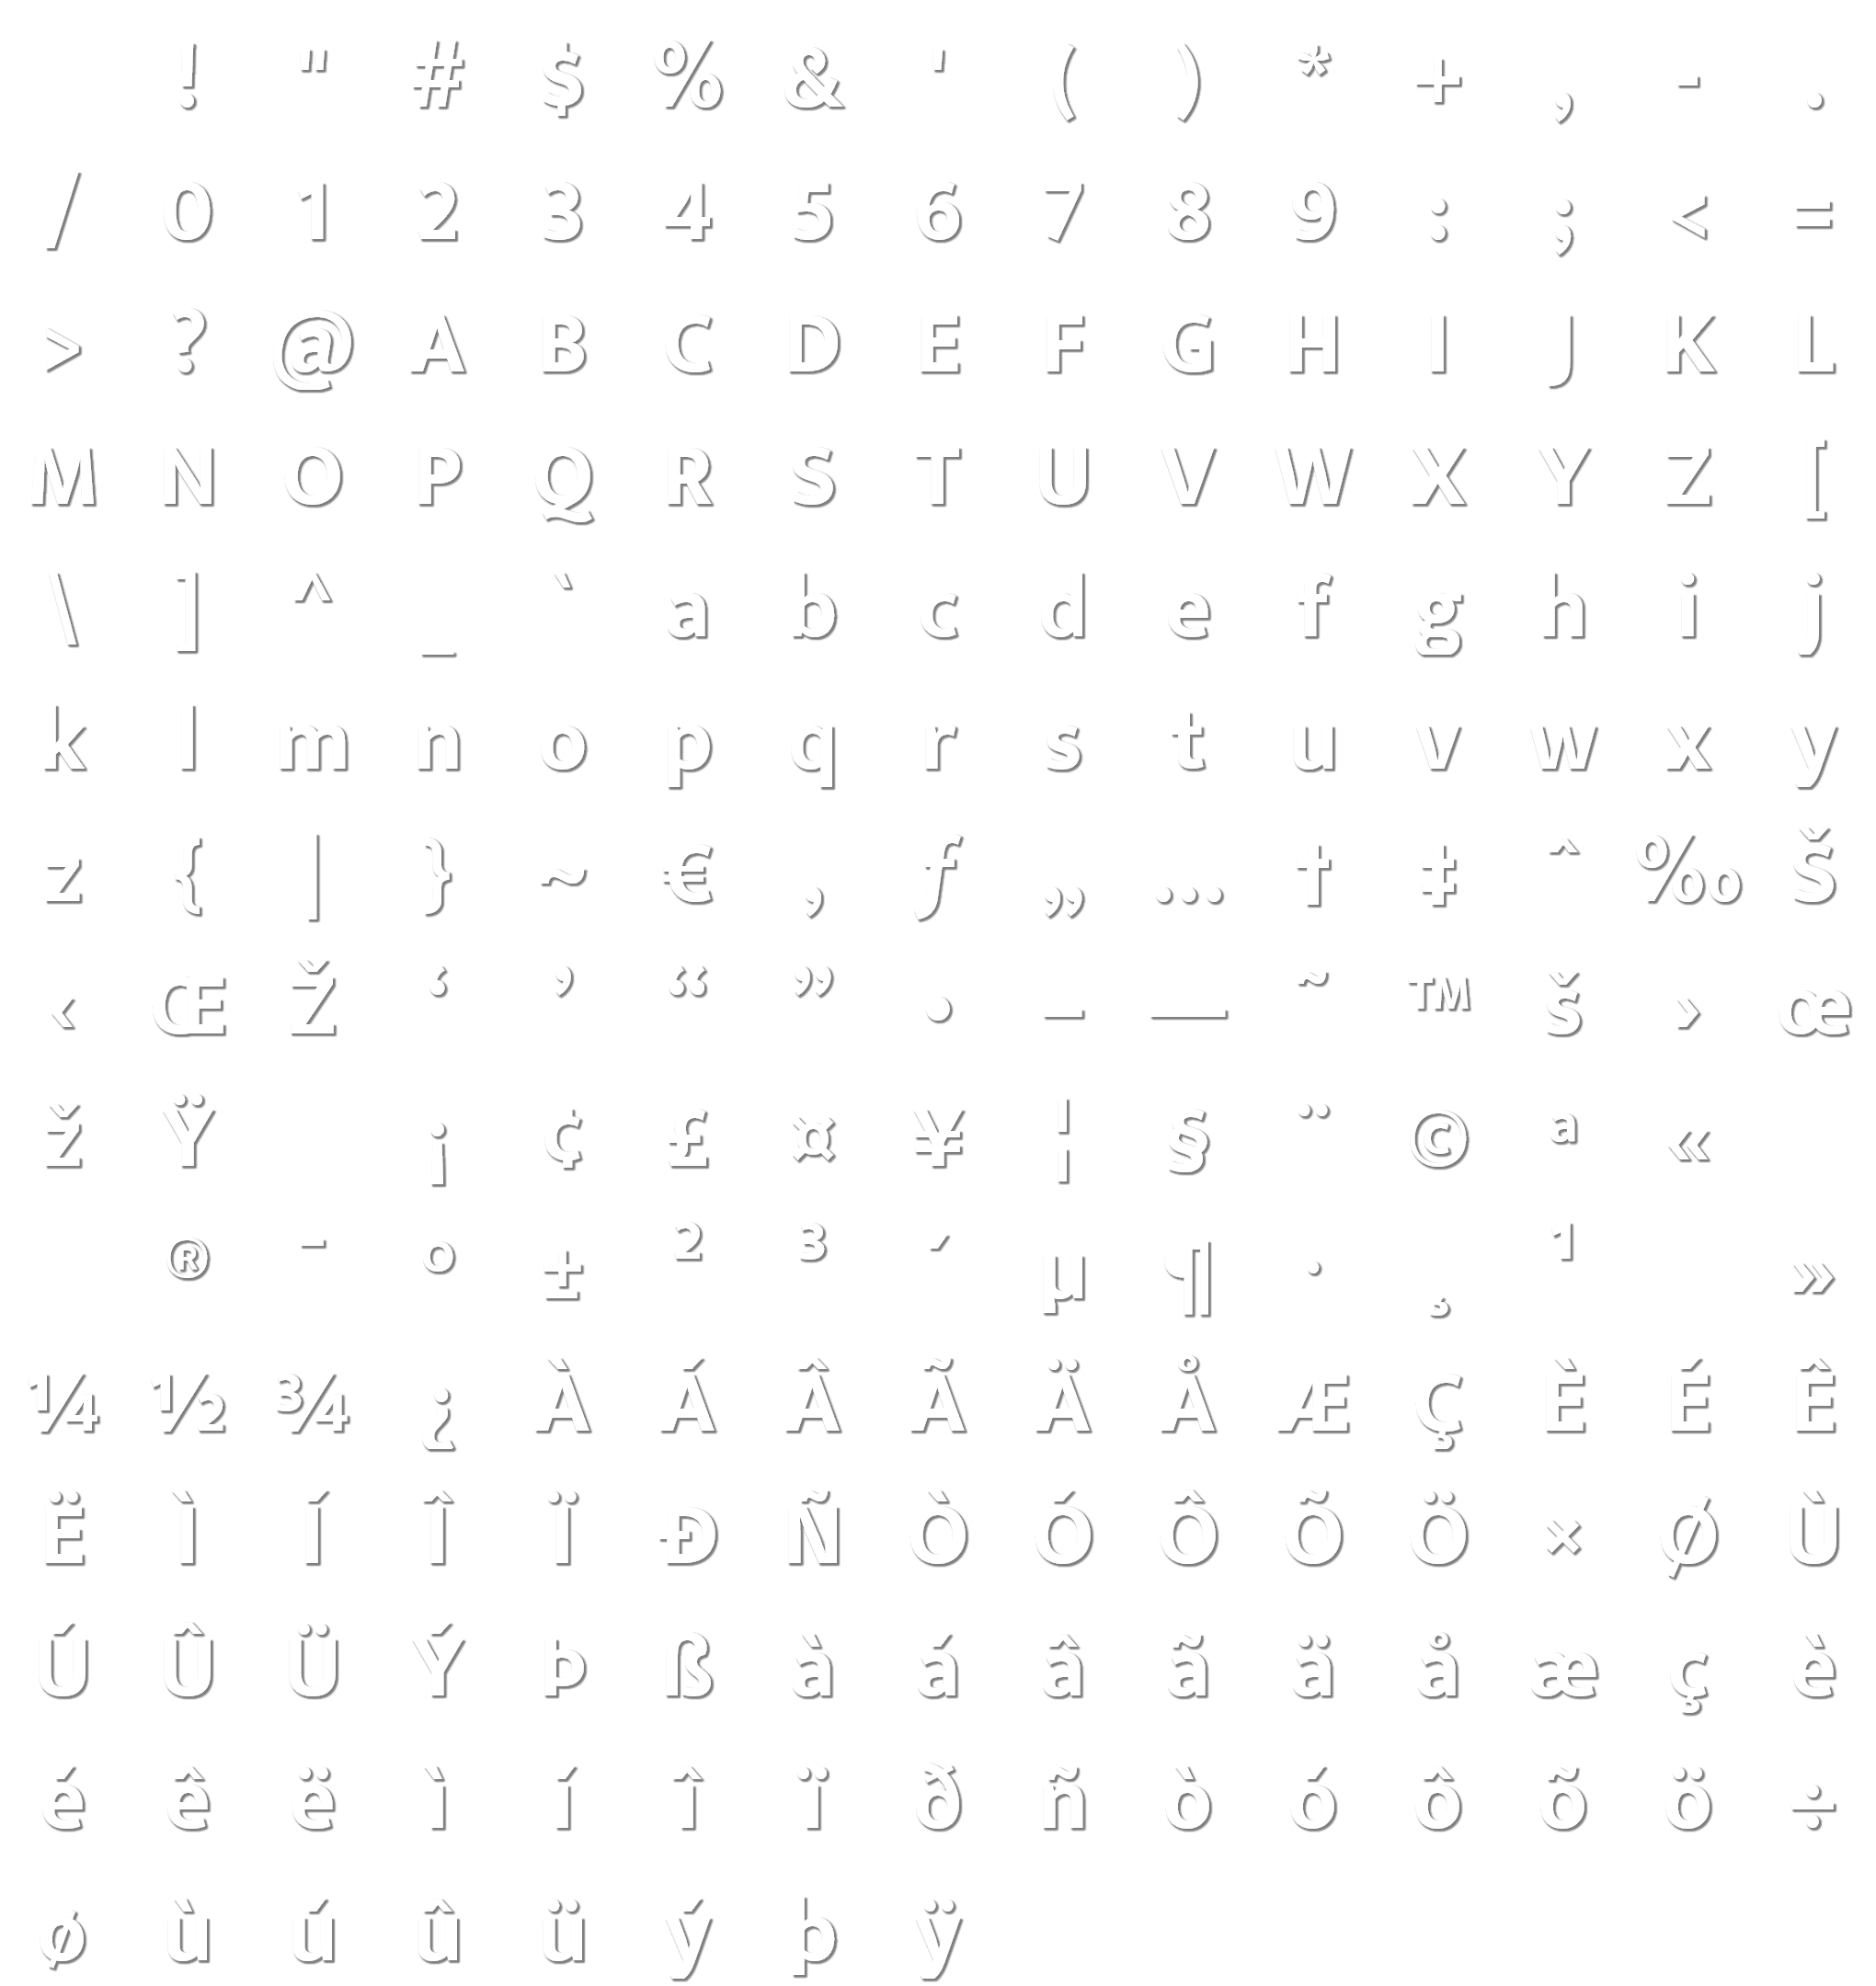 ! " # $ % & ' ( ) * + , - .
/ 0 1 2 3 4 5 6 7 8 9 : ; < =
> ? @ A B C D E F G H I J K L
M N O P Q R S T U V W X Y Z [
\ ] ^ _ ` a b c d e f g h i j
k l m n o p q r s t u v w x y
z { | } ~ € ‚ ƒ „ … † ‡ ˆ ‰ Š
‹ Œ Ž ‘ ’ “ ” • – — ˜ ™ š › œ
ž Ÿ ¡ ¢ £ ¤ ¥ ¦ § ¨ © ª «
® ¯ ° ± ² ³ ´ µ ¶ · ¸ ¹ »
¼ ½ ¾ ¿ À Á Â Ã Ä Å Æ Ç È É Ê
Ë Ì Í Î Ï Ð Ñ Ò Ó Ô Õ Ö × Ø Ù
Ú Û Ü Ý Þ ß à á â ã ä å æ ç è
é ê ë ì í î ï ð ñ ò ó ô õ ö ÷
ø ù ú û ü ý þ ÿ